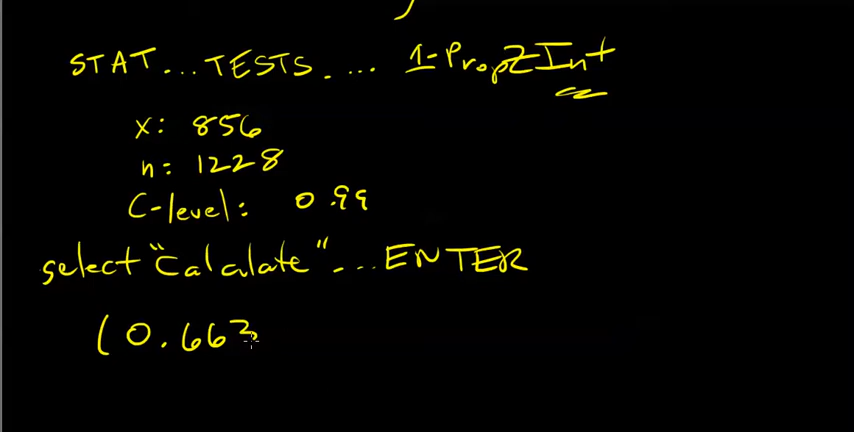 STAT...TESTS.... 1-PropZInt
x: 856
n: 1228
C-level: 0.99
select "Calculate"...ENTER
(0.663